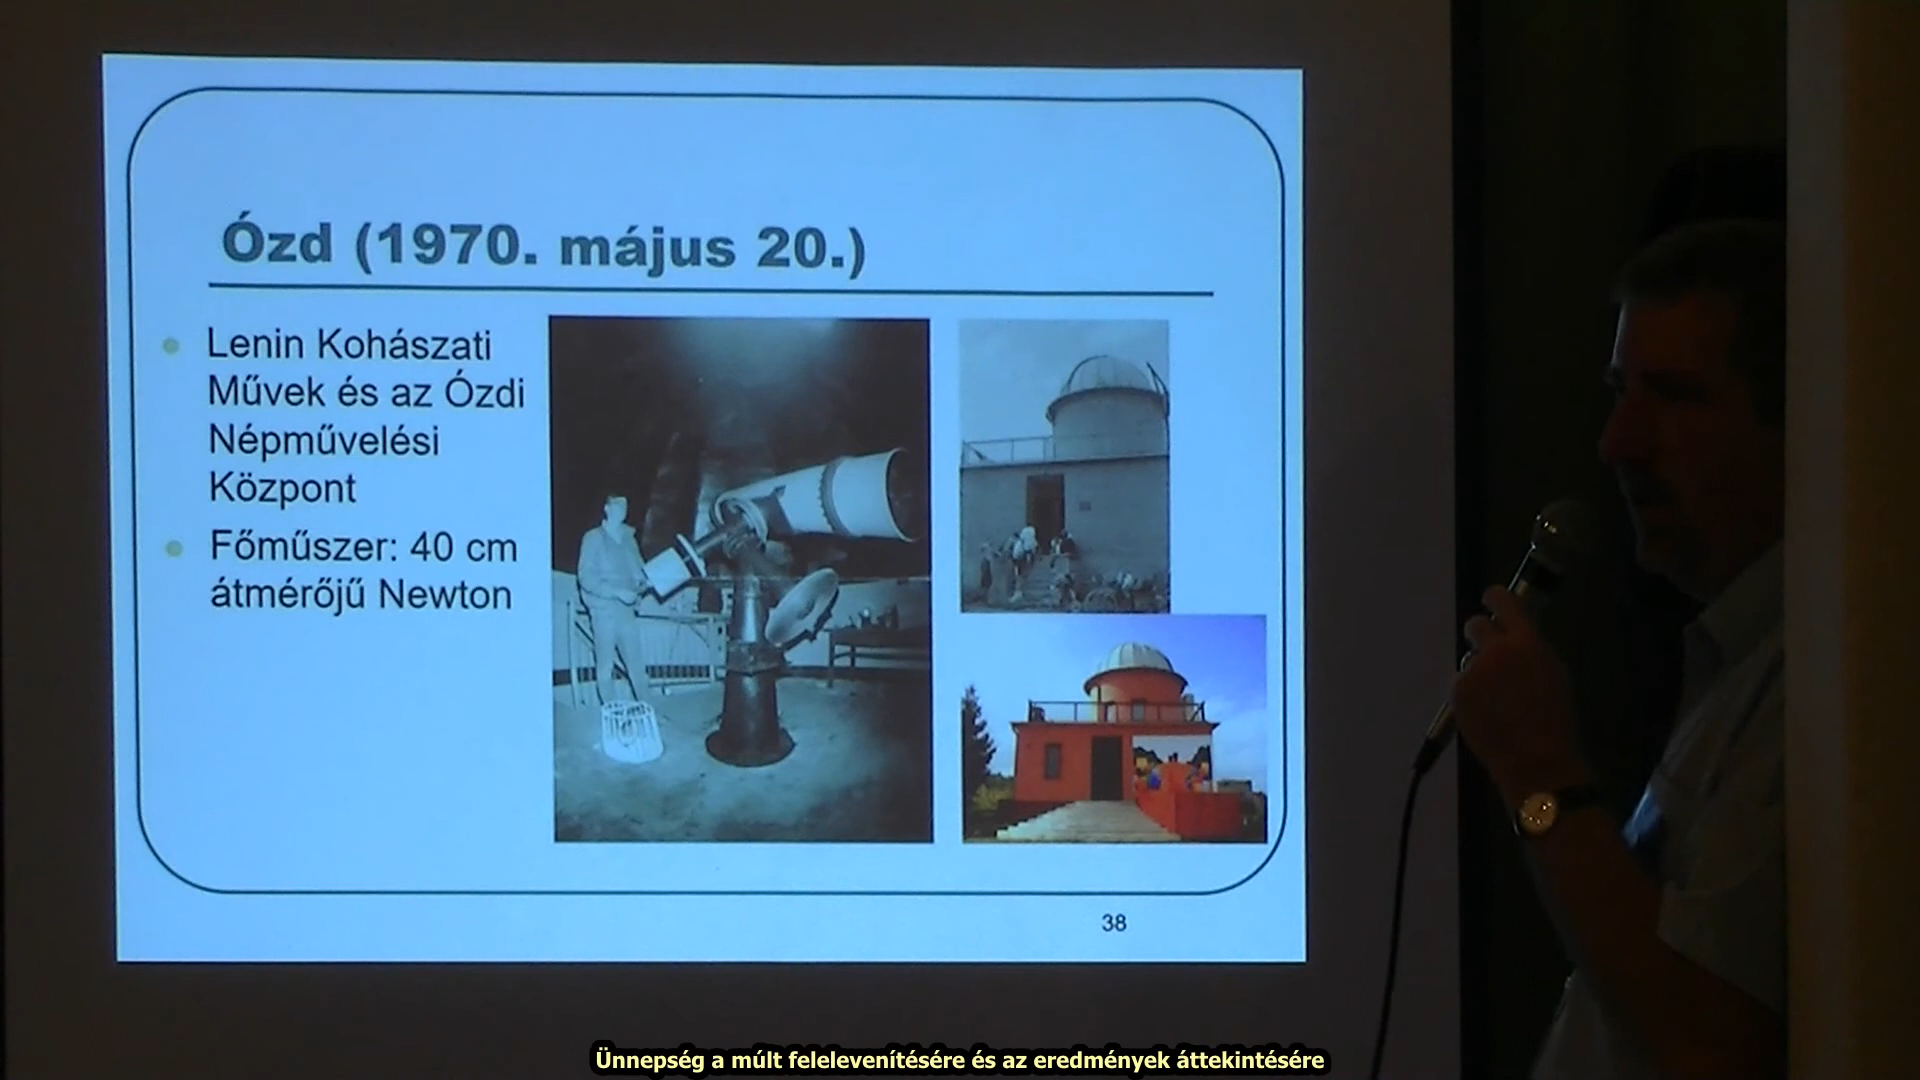 Ózd (1970. május 20.)
Lenin Kohászati
Művek és az Ózdi
Népművelési
Központ
Főműszer: 40 cm
átmérőjű Newton
38
Ünnepség a múlt felelevenítésére és az eredmények áttekintésére